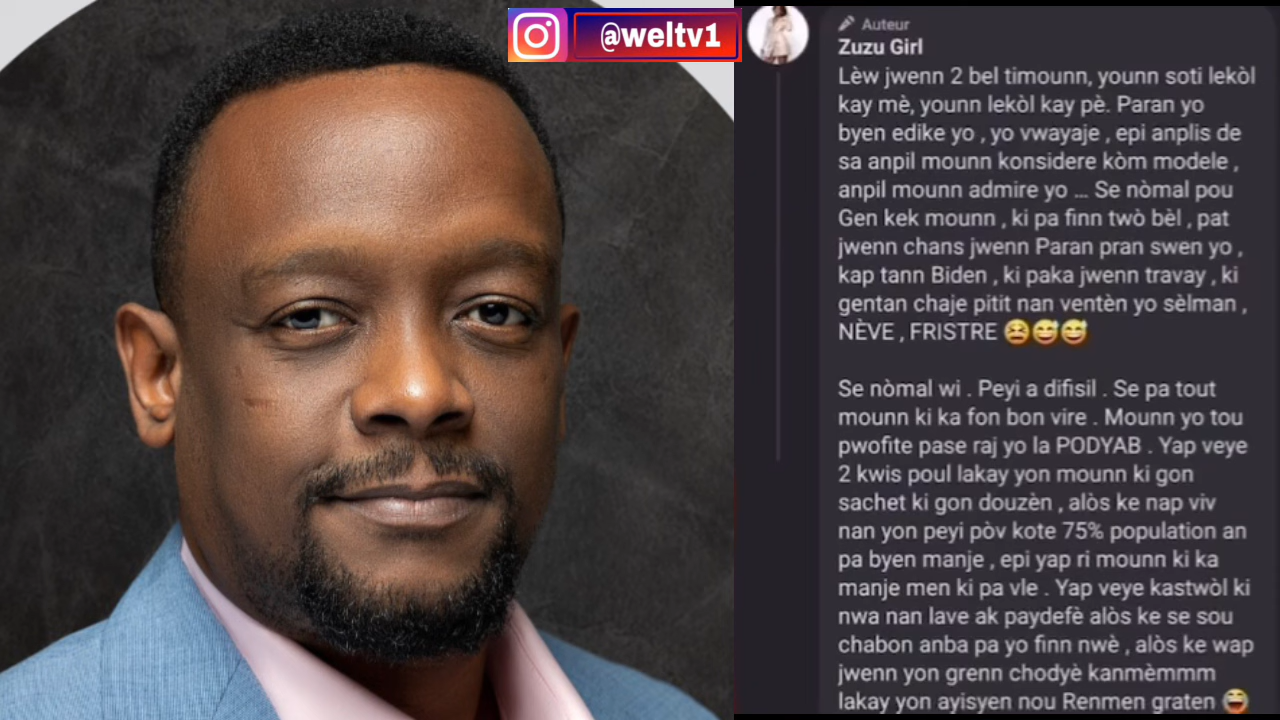 @weltv1
Auteur
Zuzu Girl
Lèw jwenn 2 bel timounn, younn soti lekòl
kay mè, younn lekòl kay pè. Paran yo
byen edike yo , yo vwayaje , epi anplis de
sa anpil mounn konsidere kòm modele ,
anpil mounn admire yo ... Se nòmal pou
Gen kek mounn , ki pa finn twò bèl , pat
jwenn chans jwenn Paran pran swen yo ,
kap tann Biden , ki paka jwenn travay , ki
gentan chaje pitit nan ventèn yo sèlman ,
NÈVE , FRISTRE 😫😅😅
Se nòmal wi . Peyi a difisil . Se pa tout
mounn ki ka fon bon vire . Mounn yo tou
pwofite pase raj yo la PODYAB . Yap veye
2 kwis poul lakay yon mounn ki gon
sachet ki gon douzèn , alòs ke nap viv
nan yon peyi pòv kote 75% population an
pa byen manje , epi yap ri mounn ki ka
manje men ki pa vle . Yap veye kastwòl ki
nwa nan lave ak paydefè alòs ke se sou
chabon anba pa yo finn nwè , alòs ke wap
jwenn yon grenn chodyè kanmèmmm
lakay yon ayisyen nou Renmen graten 😄